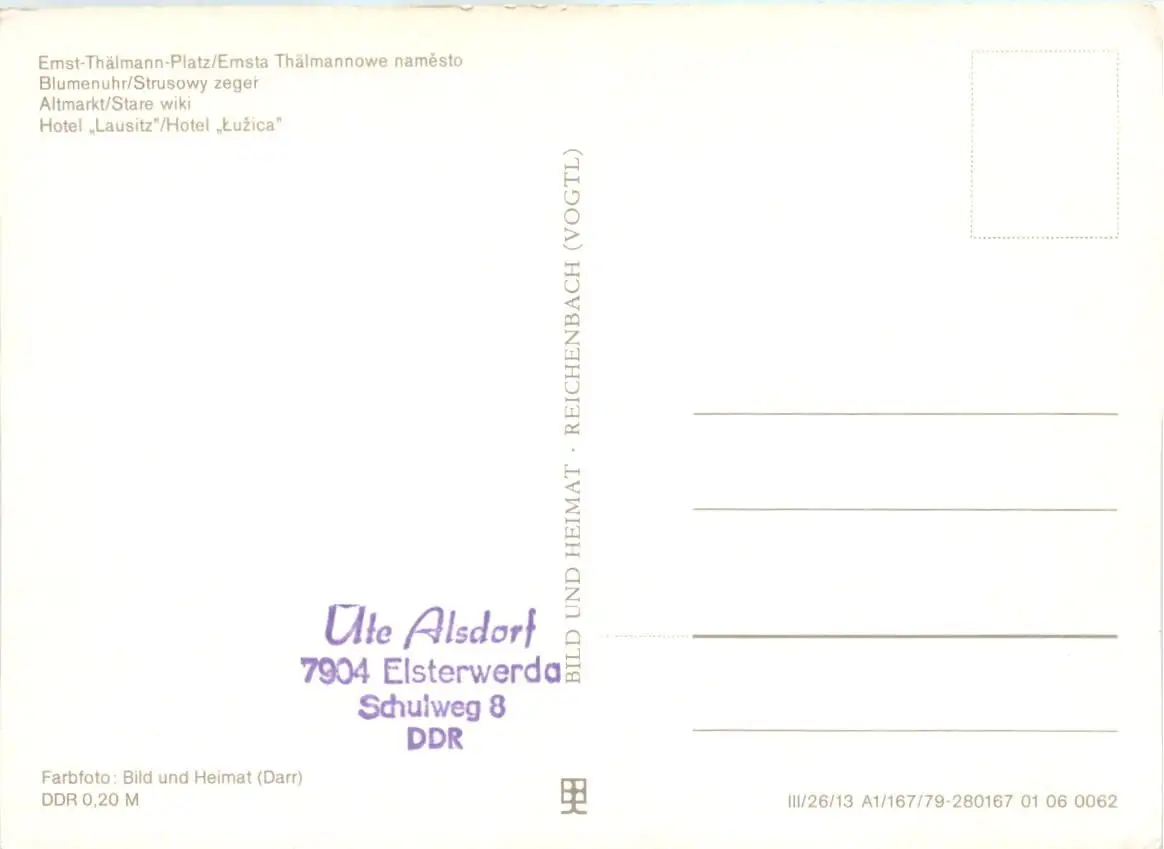 Ernst-Thälmann-Platz/Ernsta Thälmannowe naměsto
Blumenuhr/Strusowy zeger
Altmarkt/Stare wiki
Hotel „Lausitz"/Hotel „Łužica"
BILD UND HEIMAT · REICHENBACH (VOGTL)
Ute Alsdorf
7904 Elsterwerda
Schulweg 8
DDR
Farbfoto: Bild und Heimat (Darr)
DDR 0,20 M
III/26/13 A1/167/79-280167 01 06 0062